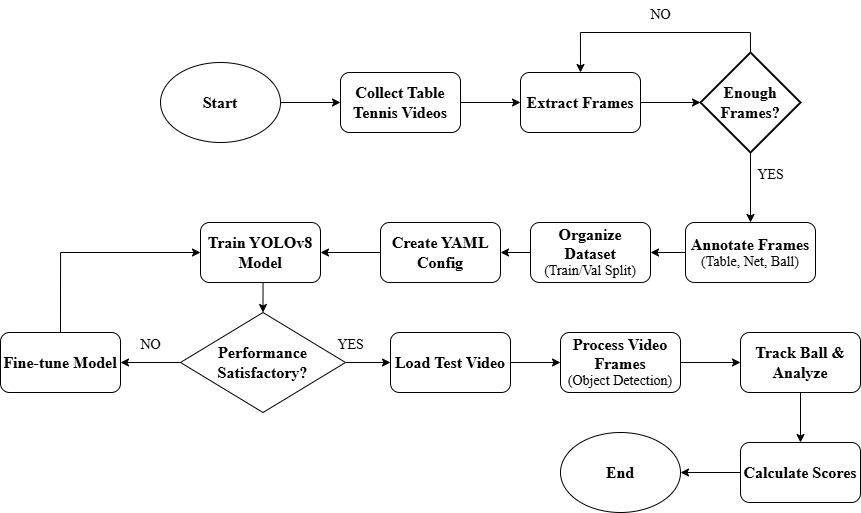 NO
Start
Collect Table
Tennis Videos
Extract Frames
Enough
Frames?
YES
Train YOLOv8
Model
Create YAML
Config
Organize
Dataset
(Train/Val Split)
Annotate Frames
(Table, Net, Ball)
Fine-tune Model
NO
Performance
Satisfactory?
YES
Load Test Video
Process Video
Frames
(Object Detection)
Track Ball &
Analyze
End
Calculate Scores